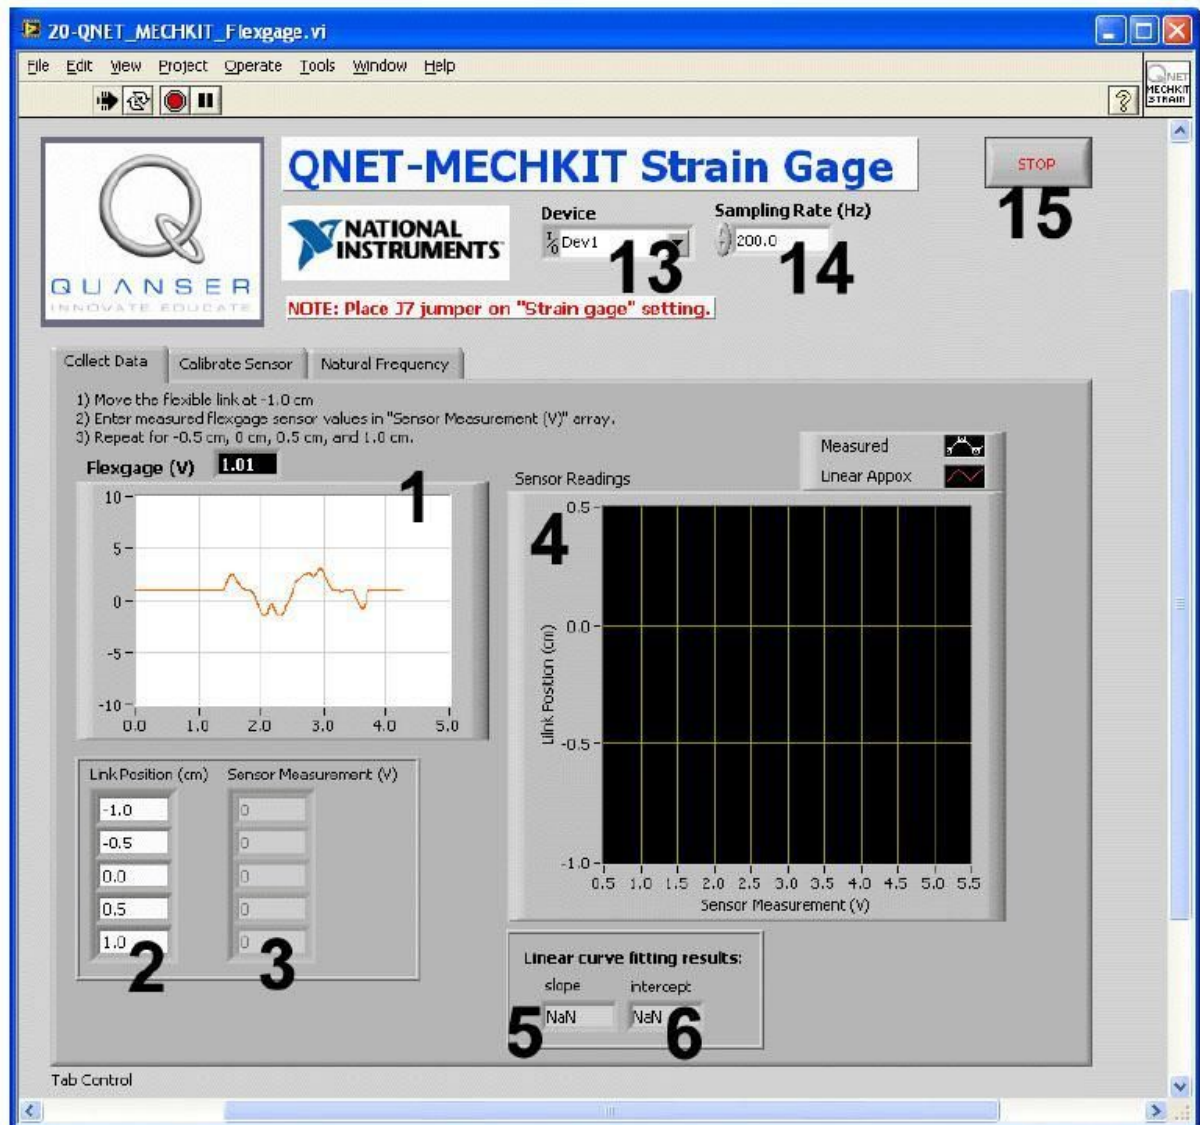 20-QNET_MECHKIT_Flexgage.vi
File Edit View Project Operate Tools Window Help
QNET
MECHKIT
STRAIN
QUANSER
INNOVATE EDUCATE
QNET-MECHKIT Strain Gage
STOP
15
NATIONAL
INSTRUMENTS
Device
Dev1
13
Sampling Rate (Hz)
200.0
14
NOTE: Place J7 jumper on "Strain gage" setting.
Collect Data Calibrate Sensor Natural Frequency
1) Move the flexible link at -1.0 cm
2) Enter measured flexgage sensor values in "Sensor Measurement (V)" array.
3) Repeat for -0.5 cm, 0 cm, 0.5 cm, and 1.0 cm.
Flexgage (V) 1.01
1
10
5
0
-5
-10
0.0 1.0 2.0 3.0 4.0 5.0
Link Position (cm) Sensor Measurement (V)
-1.0 0
-0.5 0
0.0 0
0.5 0
1.0 0
2 3
Sensor Readings
Measured
Linear Appox
4
Lilnk Position (cm)
0.5
0.0
-0.5
-1.0
0.5 1.0 1.5 2.0 2.5 3.0 3.5 4.0 4.5 5.0 5.5
Sensor Measurement (V)
Linear curve fitting results:
slope intercept
NaN NaN
5 6
Tab Control